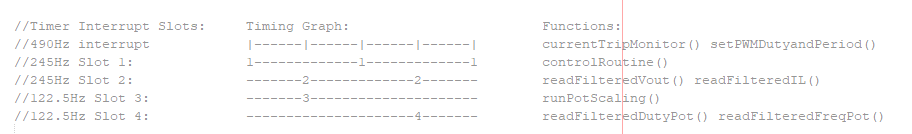 //Timer Interrupt Slots:     Timing Graph:                        Functions:
//490Hz interrupt            |------|------|------|------|        currentTripMonitor() setPWMDutyandPeriod()
//245Hz Slot 1:              1-------------1-------------1        controlRoutine()
//245Hz Slot 2:              -------2-------------2-------        readFilteredVout() readFilteredIL()
//122.5Hz Slot 3:            -------3---------------------        runPotScaling()
//122.5Hz Slot 4:            ---------------------4-------        readFilteredDutyPot() readFilteredFreqPot()